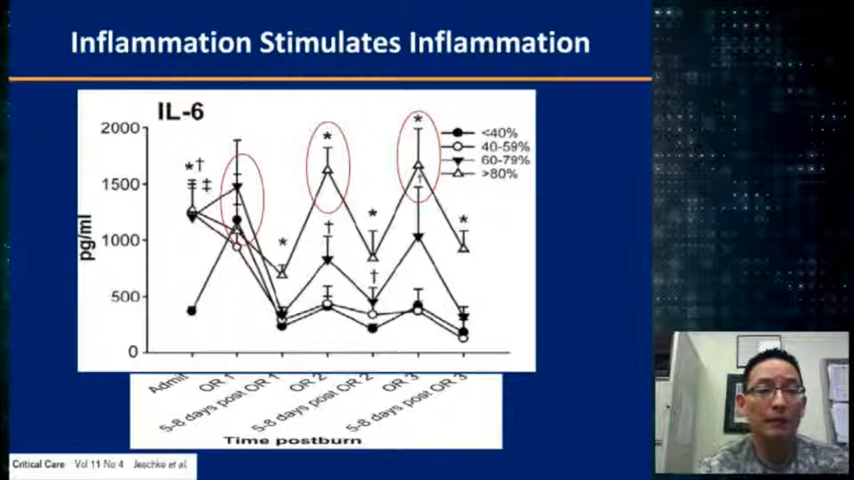 Inflammation Stimulates Inflammation
IL-6
2000
1500
1000
500
0
pg/ml
* †
‡
*
*
†
*
†
*
†
*
<40%
40-59%
60-79%
>80%
Admit
OR 1
5-8 days post OR 1
OR 2
5-8 days post OR 2
OR 3
5-8 days post OR 3
Time postburn
Critical Care Vol 11 No 4 Jeschke et al.